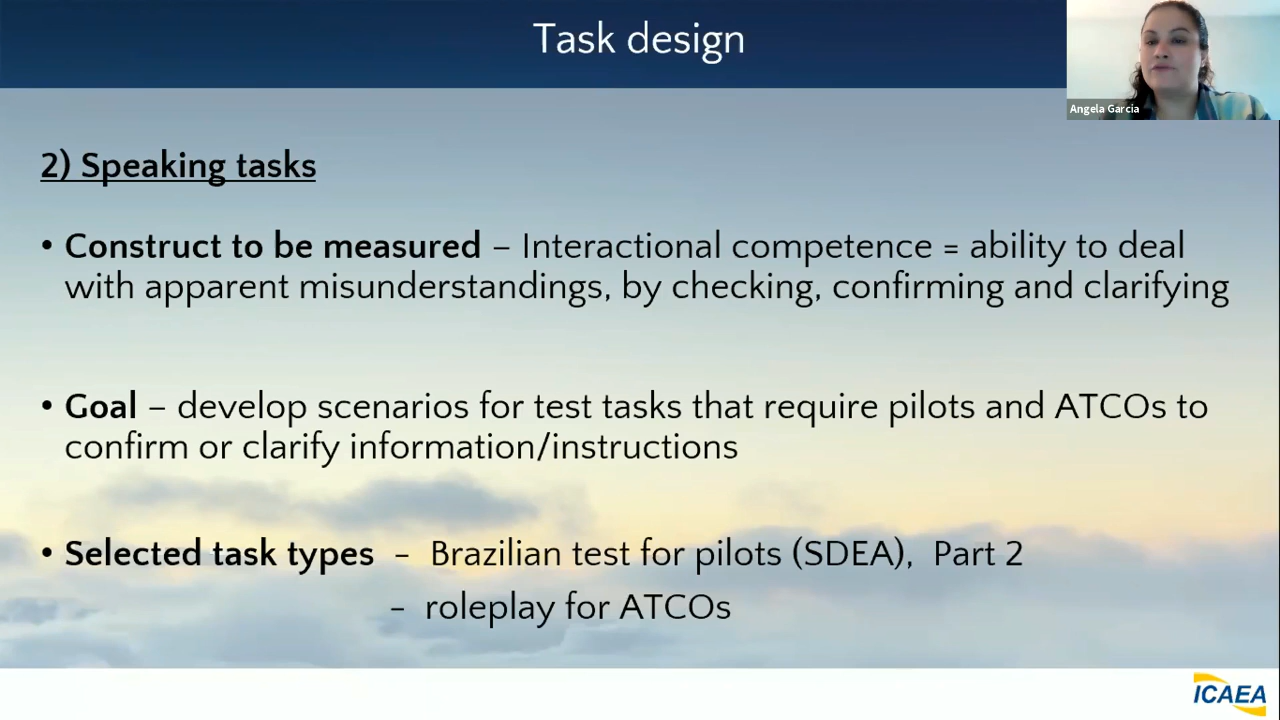 Task design
Angela Garcia
2) Speaking tasks
• Construct to be measured – Interactional competence = ability to deal
with apparent misunderstandings, by checking, confirming and clarifying
• Goal – develop scenarios for test tasks that require pilots and ATCOs to
confirm or clarify information/instructions
• Selected task types – Brazilian test for pilots (SDEA), Part 2
– roleplay for ATCOs
ICAEA